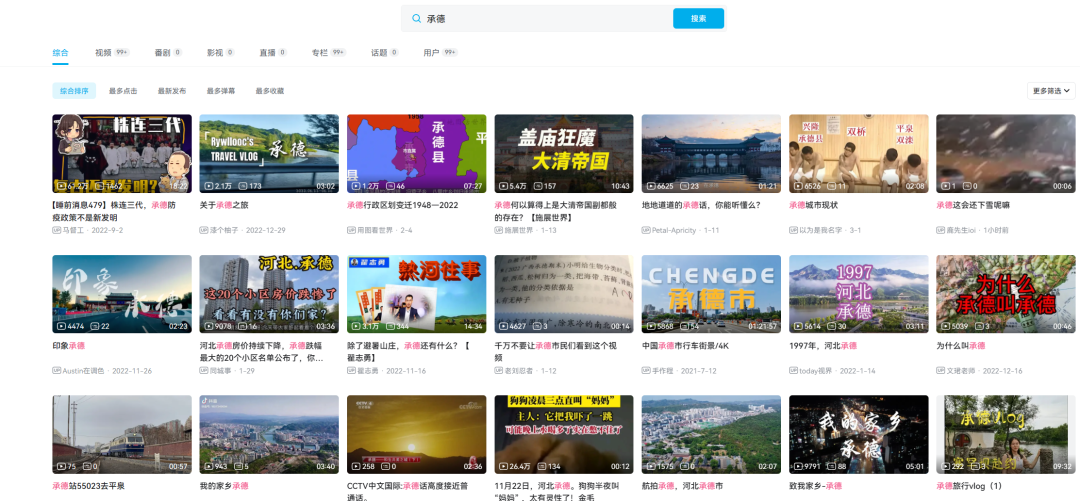 承德
搜索
综合
视频 99+
番剧 0
影视 0
直播 0
专栏 99+
话题 0
用户 99+
综合排序
最多点击
最新发布
最多弹幕
最多收藏
更多筛选
株连三代
61.2万 1462 18:22
【睡前消息479】株连三代，承德防
疫政策不是新发明
马督工 · 2022-9-2
「Rywllooc's
TRAVEL VLOG」
承德
2.1万 173 03:02
关于承德之旅
漆个柚子 · 2022-12-29
1950
承德县
平
县
1.2万 46 07:27
承德行政区划变迁1948—2022
用图看世界 · 2-4
盖庙狂魔
大清帝国
5.4万 157 10:43
承德何以算得上是大清帝国副都般
的存在？【施展世界】
施展世界 · 1-13
6625 23 01:21
地地道道的承德话，你能听懂么？
Petal-Apricity · 1-11
兴隆
承德县
双桥
平泉
双滦
6526 11 02:08
承德城市现状
以为是我名字 · 3-1
1 0 00:06
承德这会还下雪呢嘛
鹿先生ioi · 1小时前
印象承德
4474 22 02:23
印象承德
Austin在调色 · 2022-11-26
河北.承德
这20个小区房价跌惨了
看看有没有你们家？
9078 16 03:36
河北承德房价持续下降，承德跌幅
最大的20个小区名单公布了，你…
同城事 · 1-29
翟志勇
热河往事
3.1万 344 14:34
除了避暑山庄，承德还有什么？【
翟志勇】
翟志勇 · 2022-11-16
4627 3 00:14
千万不要让承德市民们看到这个视
频
老刘忍者 · 1-12
CHENGDE
承德市
5868 54 01:21:57
中国承德市行车街景/4K
手作程 · 2021-7-12
1997
河北
承德
5614 30 03:11
1997年，河北承德
today视界 · 2022-1-14
为什么
承德叫承德
5039 3 00:46
为什么叫承德
文珺老师 · 2022-12-16
75 0 00:57
承德站55023去平泉
943 5 03:40
我的家乡承德
258 0 02:36
CCTV中文国际:承德话高度接近普
通话。
狗狗凌晨三点直叫“妈妈”
主人：它把我吓了一跳
可能晚上水喝多了实在憋不住了
26.4万 134 00:12
11月22日，河北承德。狗狗半夜叫
“妈妈”，太有灵性了！金毛
1575 0 02:07
航拍承德，河北承德市
我的家乡
承德
9791 88 05:01
致我家乡-承德
承德vlog
292 3 09:32
承德旅行vlog（1）